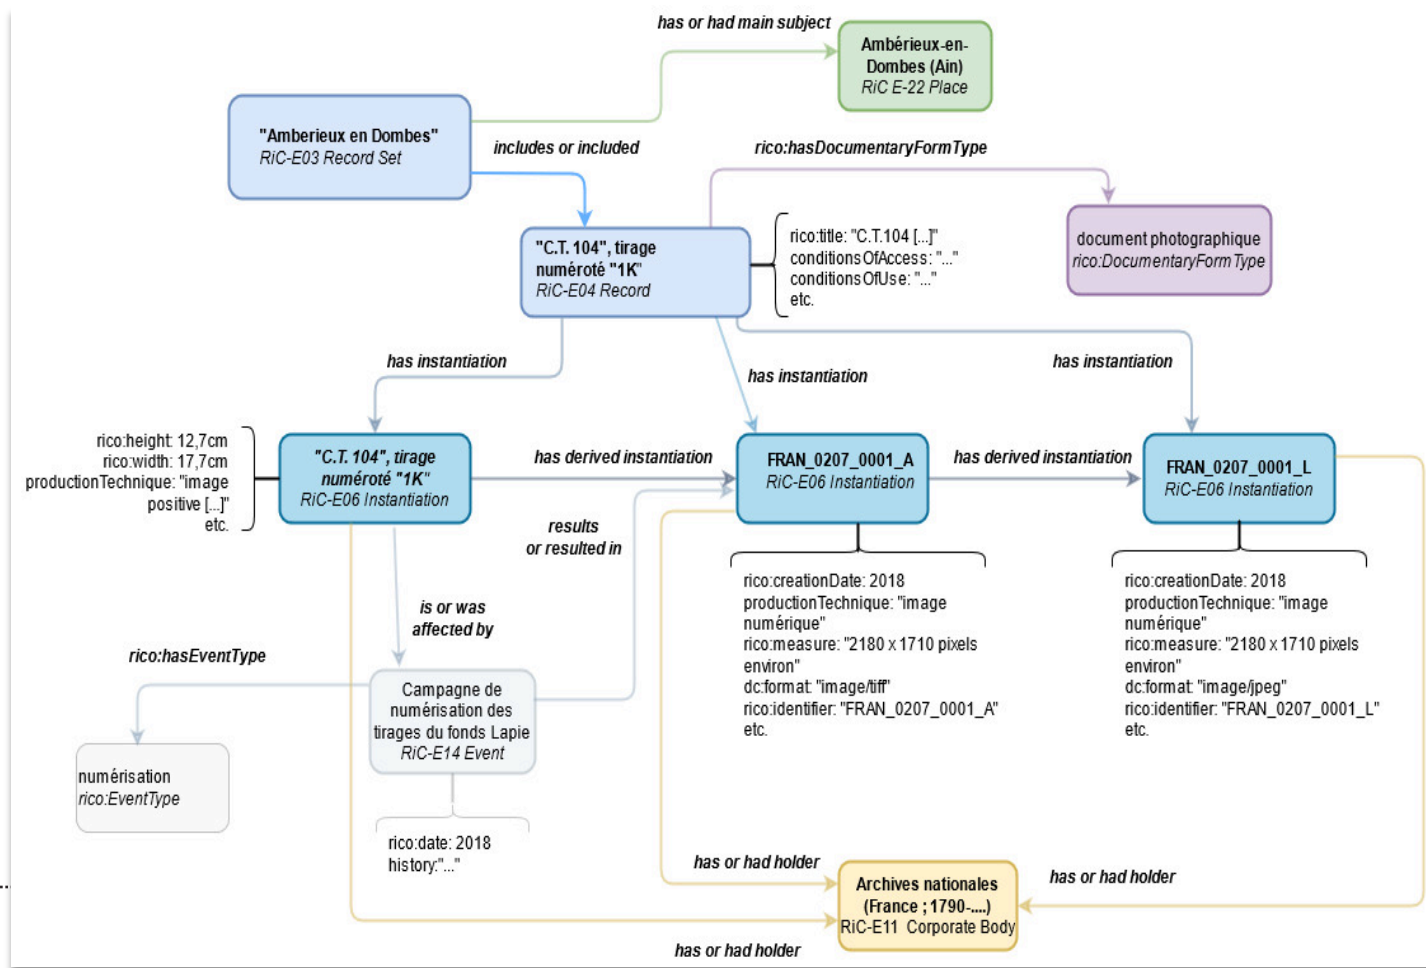 has or had main subject
Ambérieux-en-
Dombes (Ain)
RiC E-22 Place
"Amberieux en Dombes"
RiC-E03 Record Set
includes or included
rico:hasDocumentaryFormType
"C.T. 104", tirage
numéroté "1K"
RiC-E04 Record
rico:title: "C.T.104 [...]"
conditionsOfAccess: "..."
conditionsOfUse: "..."
etc.
document photographique
rico:DocumentaryFormType
has instantiation
has instantiation
has instantiation
rico:height: 12,7cm
rico:width: 17,7cm
productionTechnique: "image
positive [...]"
etc.
"C.T. 104", tirage
numéroté "1K"
RiC-E06 Instantiation
has derived instantiation
FRAN_0207_0001_A
RiC-E06 Instantiation
has derived instantiation
FRAN_0207_0001_L
RiC-E06 Instantiation
results
or resulted in
is or was
affected by
rico:creationDate: 2018
productionTechnique: "image
numérique"
rico:measure: "2180 x 1710 pixels
environ"
dc:format: "image/tiff"
rico:identifier: "FRAN_0207_0001_A"
etc.
rico:creationDate: 2018
productionTechnique: "image
numérique"
rico:measure: "2180 x 1710 pixels
environ"
dc:format: "image/jpeg"
rico:identifier: "FRAN_0207_0001_L"
etc.
rico:hasEventType
Campagne de
numérisation des
tirages du fonds Lapie
RiC-E14 Event
numérisation
rico:EventType
rico:date: 2018
history:"..."
has or had holder
Archives nationales
(France ; 1790-....)
RiC-E11 Corporate Body
has or had holder
has or had holder